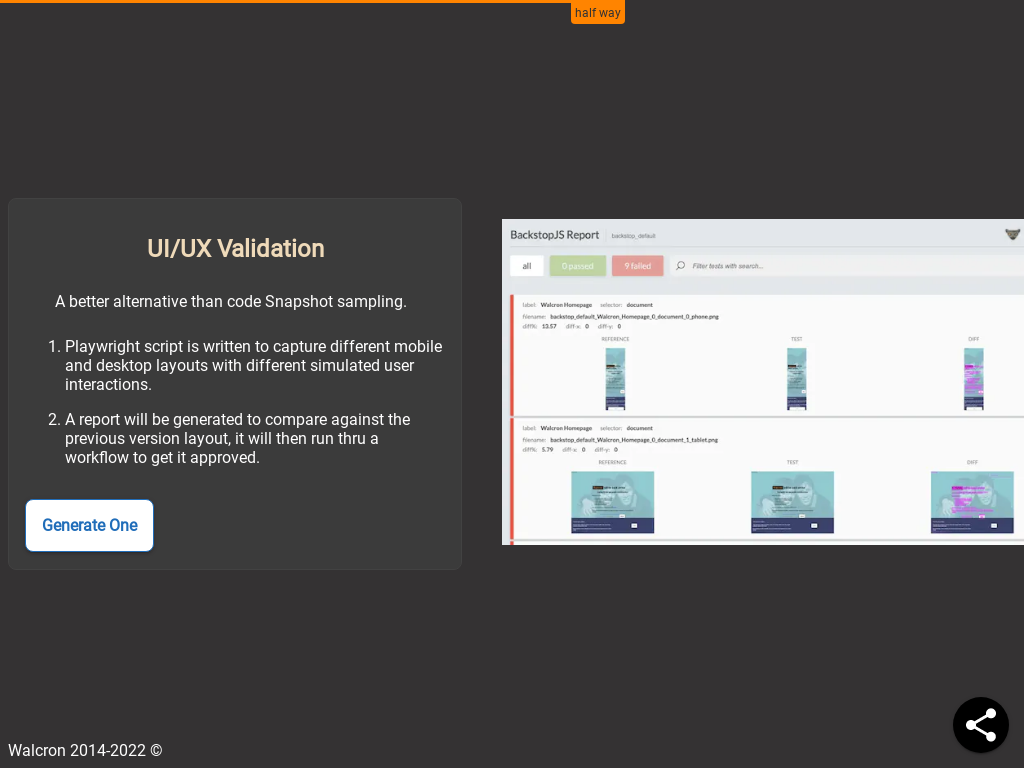 half way
UI/UX Validation
A better alternative than code Snapshot sampling.
1. Playwright script is written to capture different mobile
and desktop layouts with different simulated user
interactions.
2. A report will be generated to compare against the
previous version layout, it will then run thru a
workflow to get it approved.
Generate One
BackstopJS Report backstop_default
all 0 passed 9 failed Filter tests with search...
label: Walcron Homepage selector: document
filename: backstop_default_Walcron_Homepage_0_document_0_phone.png
diff%: 13.57 diff-x: 0 diff-y: 0
REFERENCE TEST DIFF
label: Walcron Homepage selector: document
filename: backstop_default_Walcron_Homepage_0_document_1_tablet.png
diff%: 5.79 diff-x: 0 diff-y: 0
REFERENCE TEST DIFF
Walcron 2014-2022 ©